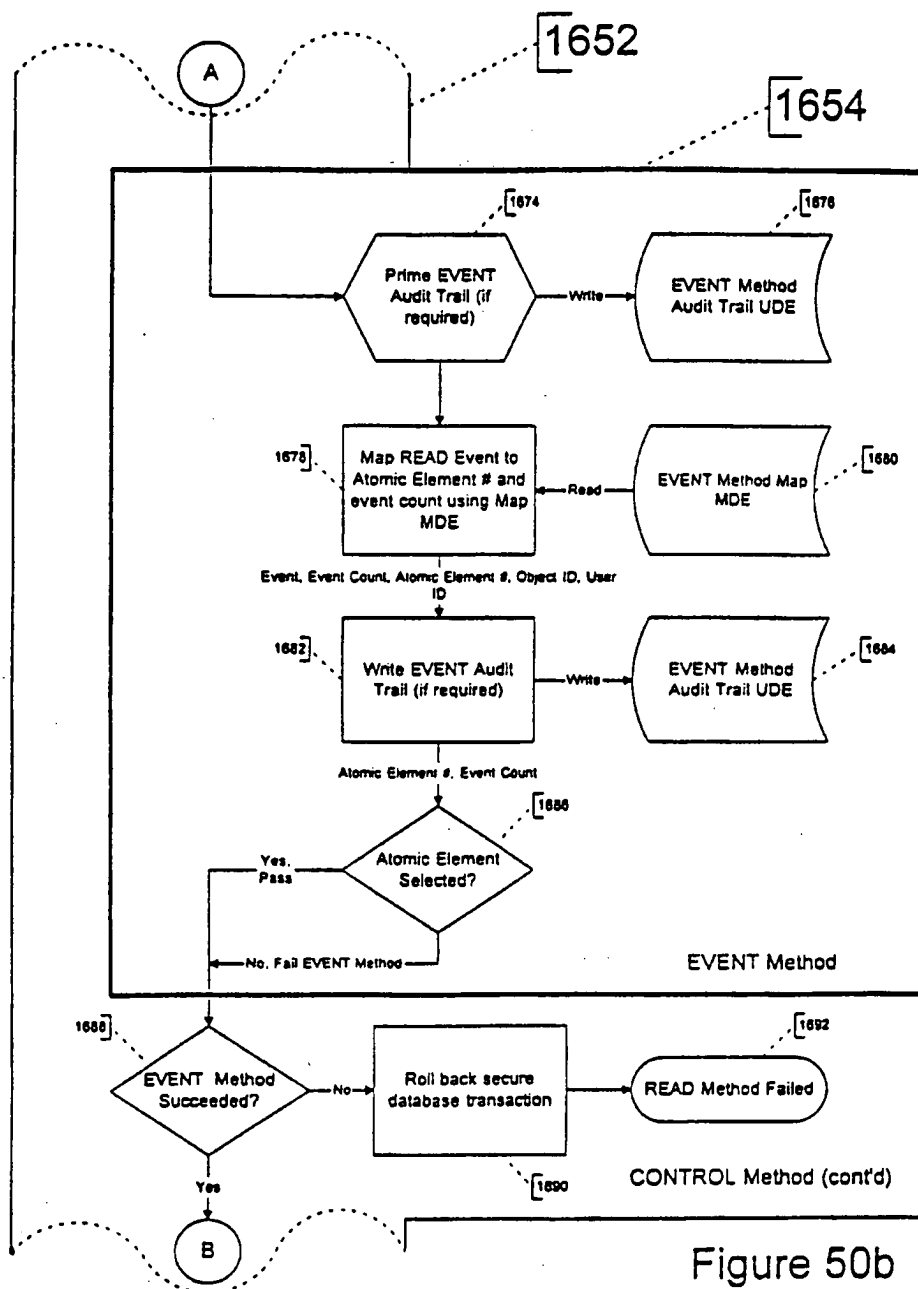 1652
A
1654
1674
1676
Prime EVENT
Audit Trail (if
required)
Write
EVENT Method
Audit Trail UDE
1678
Map READ Event to
Atomic Element # and
event count using Map
MDE
Read
EVENT Method Map
MDE
1680
Event, Event Count, Atomic Element #, Object ID, User
ID
1682
Write EVENT Audit
Trail (if required)
Write
EVENT Method
Audit Trail UDE
1684
Atomic Element #, Event Count
1686
Yes,
Pass
Atomic Element
Selected?
No, Fail EVENT Method
EVENT Method
1688
EVENT Method
Succeeded?
No
Roll back secure
database transaction
1692
READ Method Failed
1690
CONTROL Method (cont'd)
Yes
B
Figure 50b